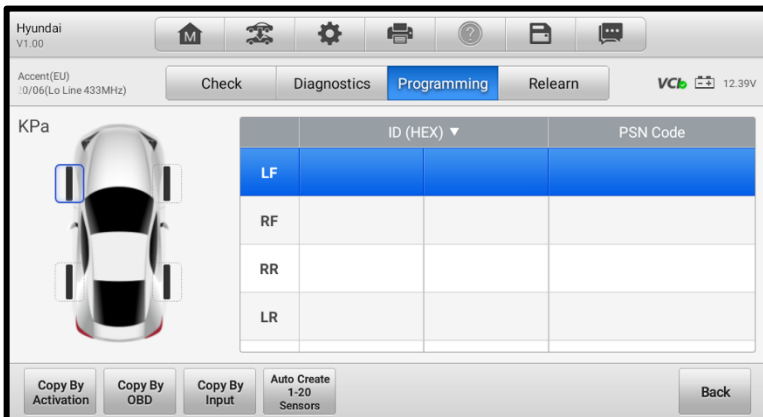 Hyundai
V1.00
M
?
Accent(EU)
:0/06(Lo Line 433MHz)
Check
Diagnostics
Programming
Relearn
VCI
12.39V
KPa
ID (HEX) ▼
PSN Code
LF
RF
RR
LR
Copy By
Activation
Copy By
OBD
Copy By
Input
Auto Create
1-20
Sensors
Back